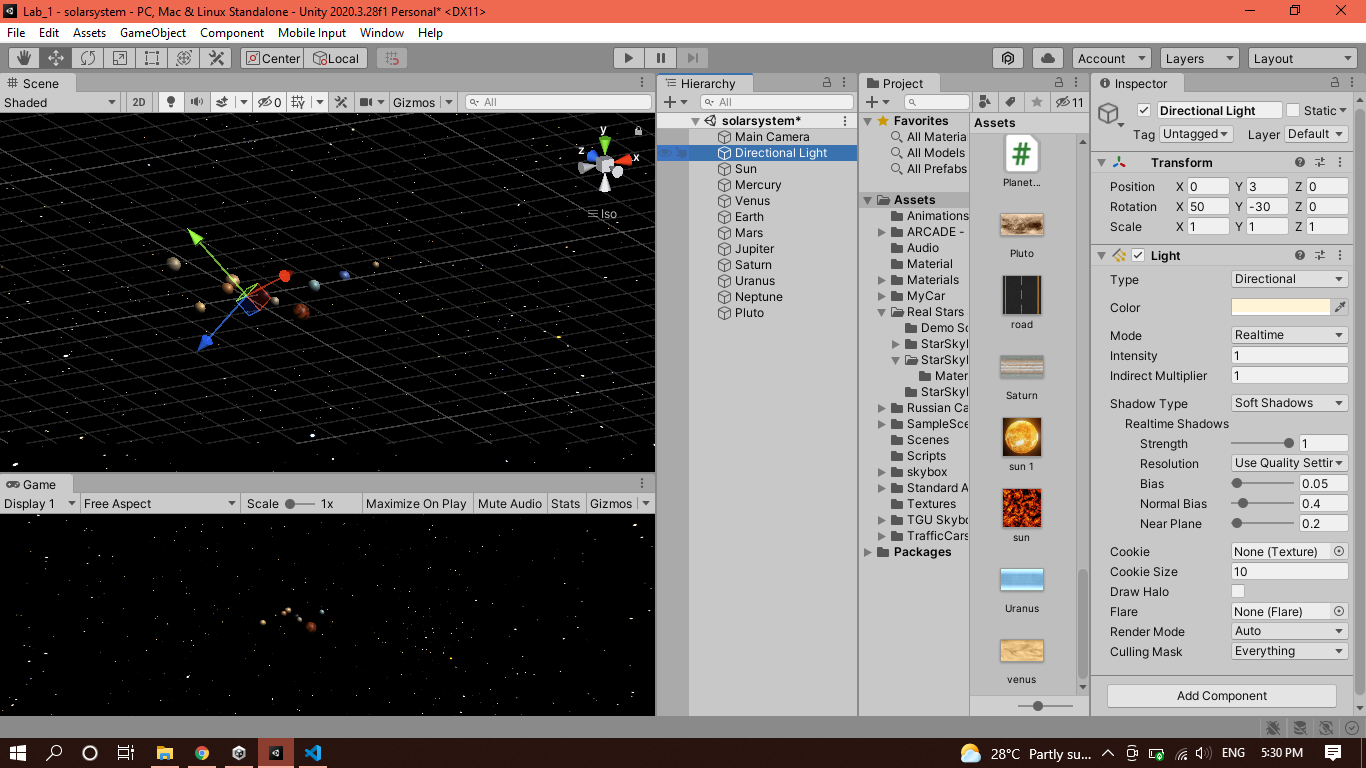 Lab_1 - solarsystem - PC, Mac & Linux Standalone - Unity 2020.3.28f1 Personal* <DX11>
File Edit Assets GameObject Component Mobile Input Window Help
Center Local Account Layers Layout
Scene
Shaded 2D 0 Gizmos All
y
z x
Iso
Game
Display 1 Free Aspect Scale 1x Maximize On Play Mute Audio Stats Gizmos
Hierarchy
All
solarsystem*
Main Camera
Directional Light
Sun
Mercury
Venus
Earth
Mars
Jupiter
Saturn
Uranus
Neptune
Pluto
Project
11
Favorites
All Materia
All Models
All Prefabs
Assets
Animations
ARCADE -
Audio
Material
Materials
MyCar
Real Stars
Demo Sc
StarSkyl
StarSkyl
Mater
StarSkyl
Russian Ca
SampleSce
Scenes
Scripts
skybox
Standard A
Textures
TGU Skybo
TrafficCars
Packages
Assets
#
Planet...
Pluto
road
Saturn
sun 1
sun
Uranus
venus
Inspector
Directional Light Static
Tag Untagged Layer Default
Transform
Position X 0 Y 3 Z 0
Rotation X 50 Y -30 Z 0
Scale X 1 Y 1 Z 1
Light
Type Directional
Color
Mode Realtime
Intensity 1
Indirect Multiplier 1
Shadow Type Soft Shadows
Realtime Shadows
Strength 1
Resolution Use Quality Settir
Bias 0.05
Normal Bias 0.4
Near Plane 0.2
Cookie None (Texture)
Cookie Size 10
Draw Halo
Flare None (Flare)
Render Mode Auto
Culling Mask Everything
Add Component
28°C Partly su... ENG 5:30 PM